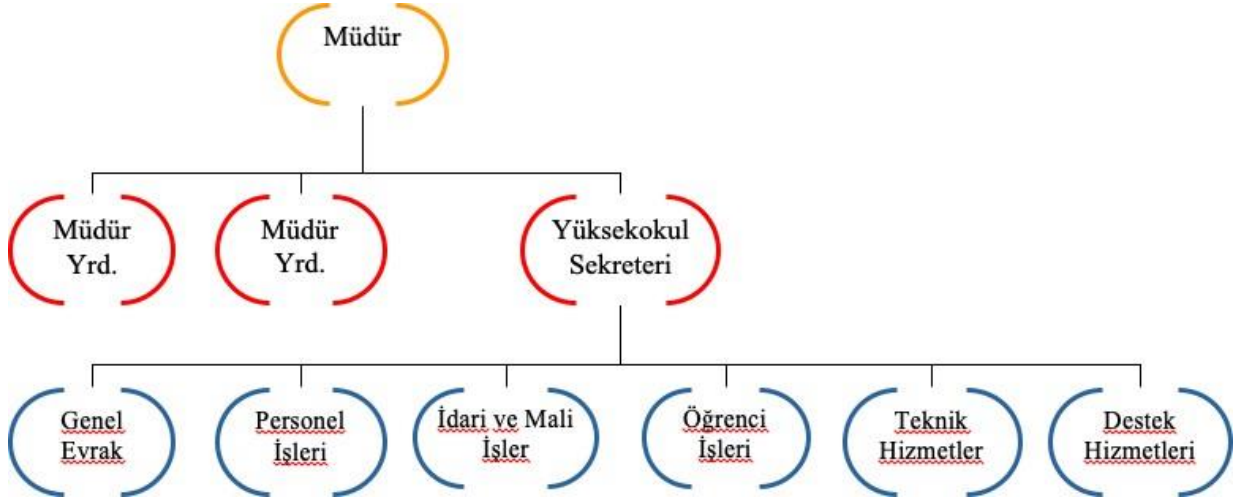 Müdür
Müdür
Yrd.
Müdür
Yrd.
Yüksekokul
Sekreteri
Genel
Evrak
Personel
İşleri
İdari ve Mali
İşler
Öğrenci
İşleri
Teknik
Hizmetler
Destek
Hizmetleri